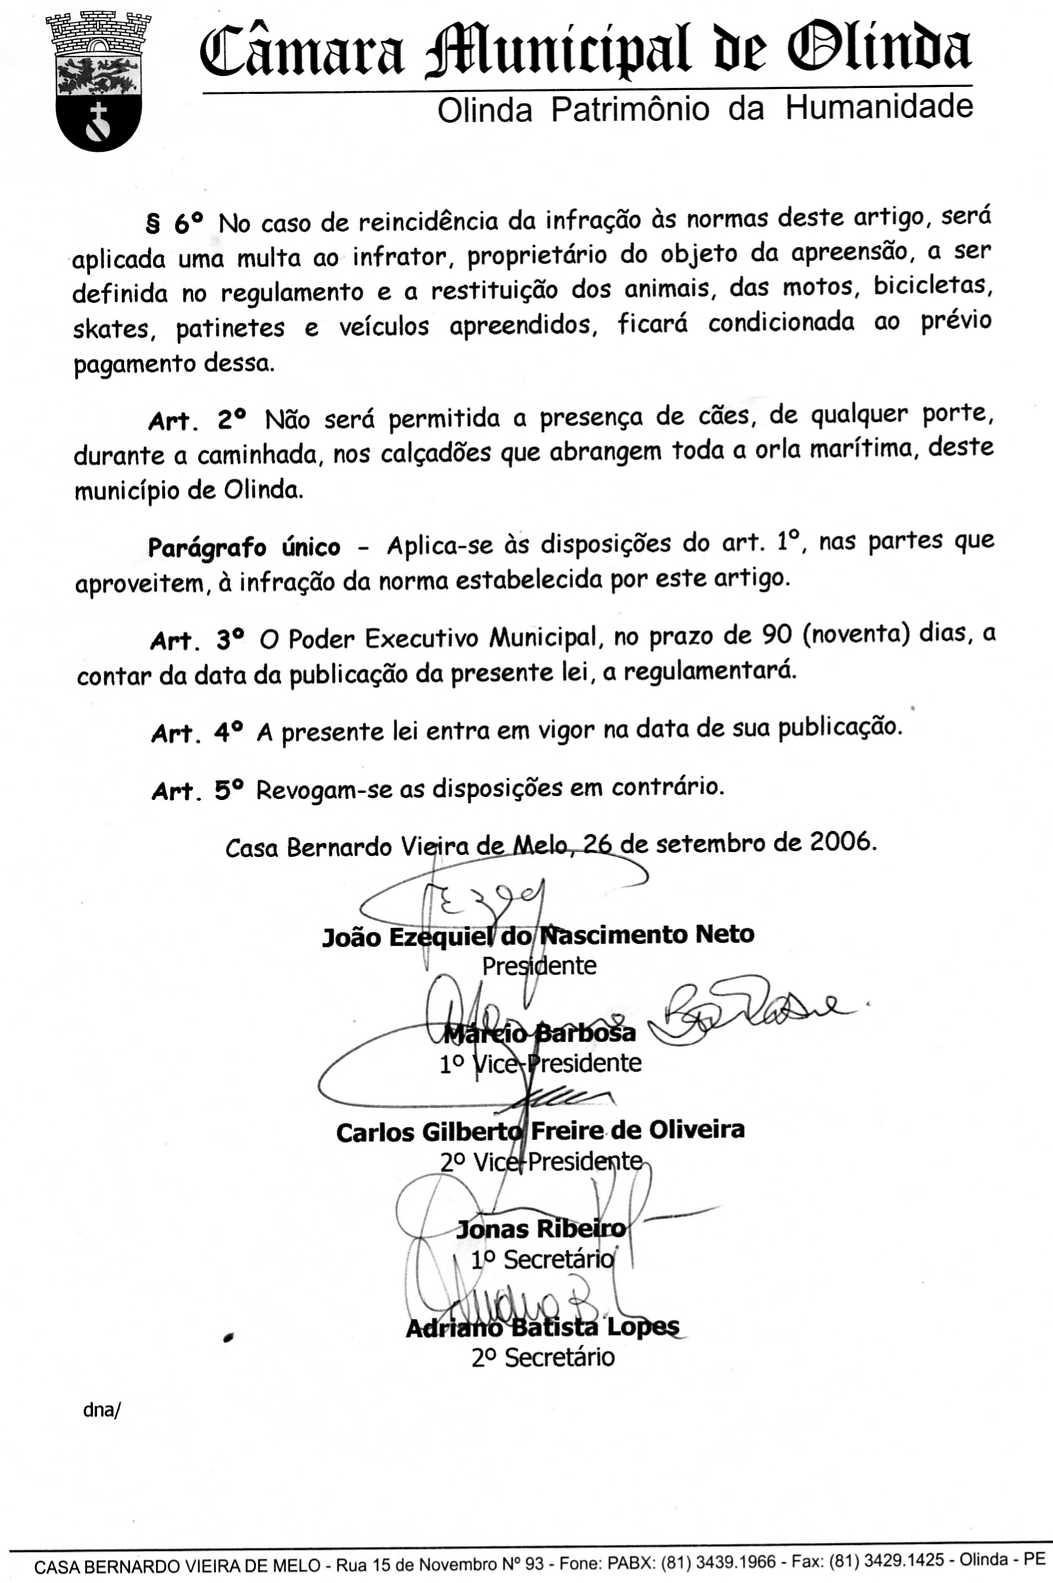 Câmara Municipal de Olinda
Olinda Patrimônio da Humanidade
§ 6º No caso de reincidência da infração às normas deste artigo, será
aplicada uma multa ao infrator, proprietário do objeto da apreensão, a ser
definida no regulamento e a restituição dos animais, das motos, bicicletas,
skates, patinetes e veículos apreendidos, ficará condicionada ao prévio
pagamento dessa.
Art. 2º Não será permitida a presença de cães, de qualquer porte,
durante a caminhada, nos calçadões que abrangem toda a orla marítima, deste
município de Olinda.
Parágrafo único - Aplica-se às disposições do art. 1º, nas partes que
aproveitem, à infração da norma estabelecida por este artigo.
Art. 3º O Poder Executivo Municipal, no prazo de 90 (noventa) dias, a
contar da data da publicação da presente lei, a regulamentará.
Art. 4º A presente lei entra em vigor na data de sua publicação.
Art. 5º Revogam-se as disposições em contrário.
Casa Bernardo Vieira de Melo, 26 de setembro de 2006.
João Ezequiel do Nascimento Neto
Presidente
Márcio Barbosa
1º Vice-Presidente
Carlos Gilberto Freire de Oliveira
2º Vice-Presidente
Jonas Ribeiro
1º Secretário
Adriano Batista Lopes
2º Secretário
dna/
CASA BERNARDO VIEIRA DE MELO - Rua 15 de Novembro Nº 93 - Fone: PABX: (81) 3439.1966 - Fax: (81) 3429.1425 - Olinda - PE